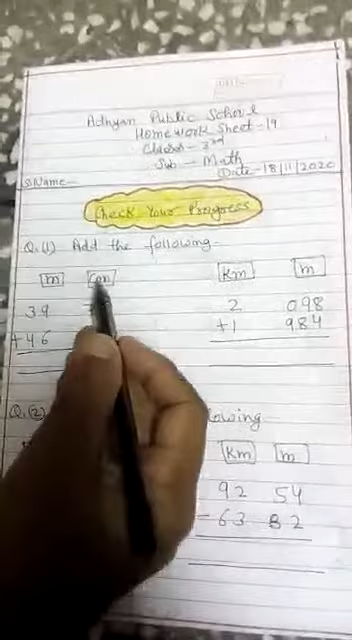 Adhyan Public School
Homework Sheet-19
Class - 3rd
Sub - Math
Date-18/11/2020
S.Name-
Check Your Progress
Q.(1) Add the following-
m cm Km m
39 2 098
+46 +1 984
Q.(2) owing
Km m
92 54
- 63 82